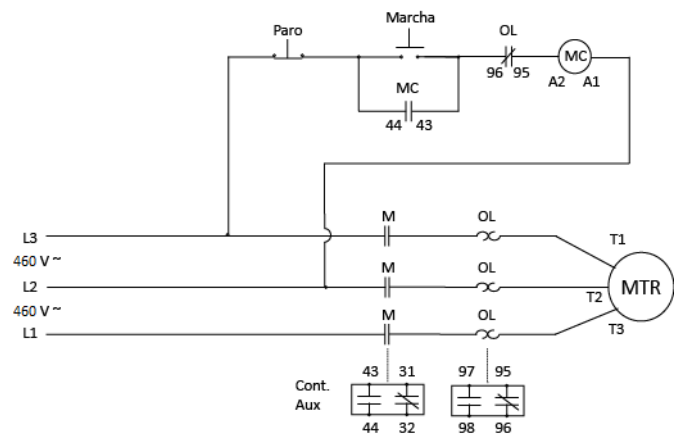 Marcha
Paro
OL
MC
96 95
A2 A1
MC
44 43
M OL
L3
T1
460 V ~
M OL
L2
T2
MTR
460 V ~
M OL
T3
L1
43 31
97 95
Cont.
Aux
44 32
98 96